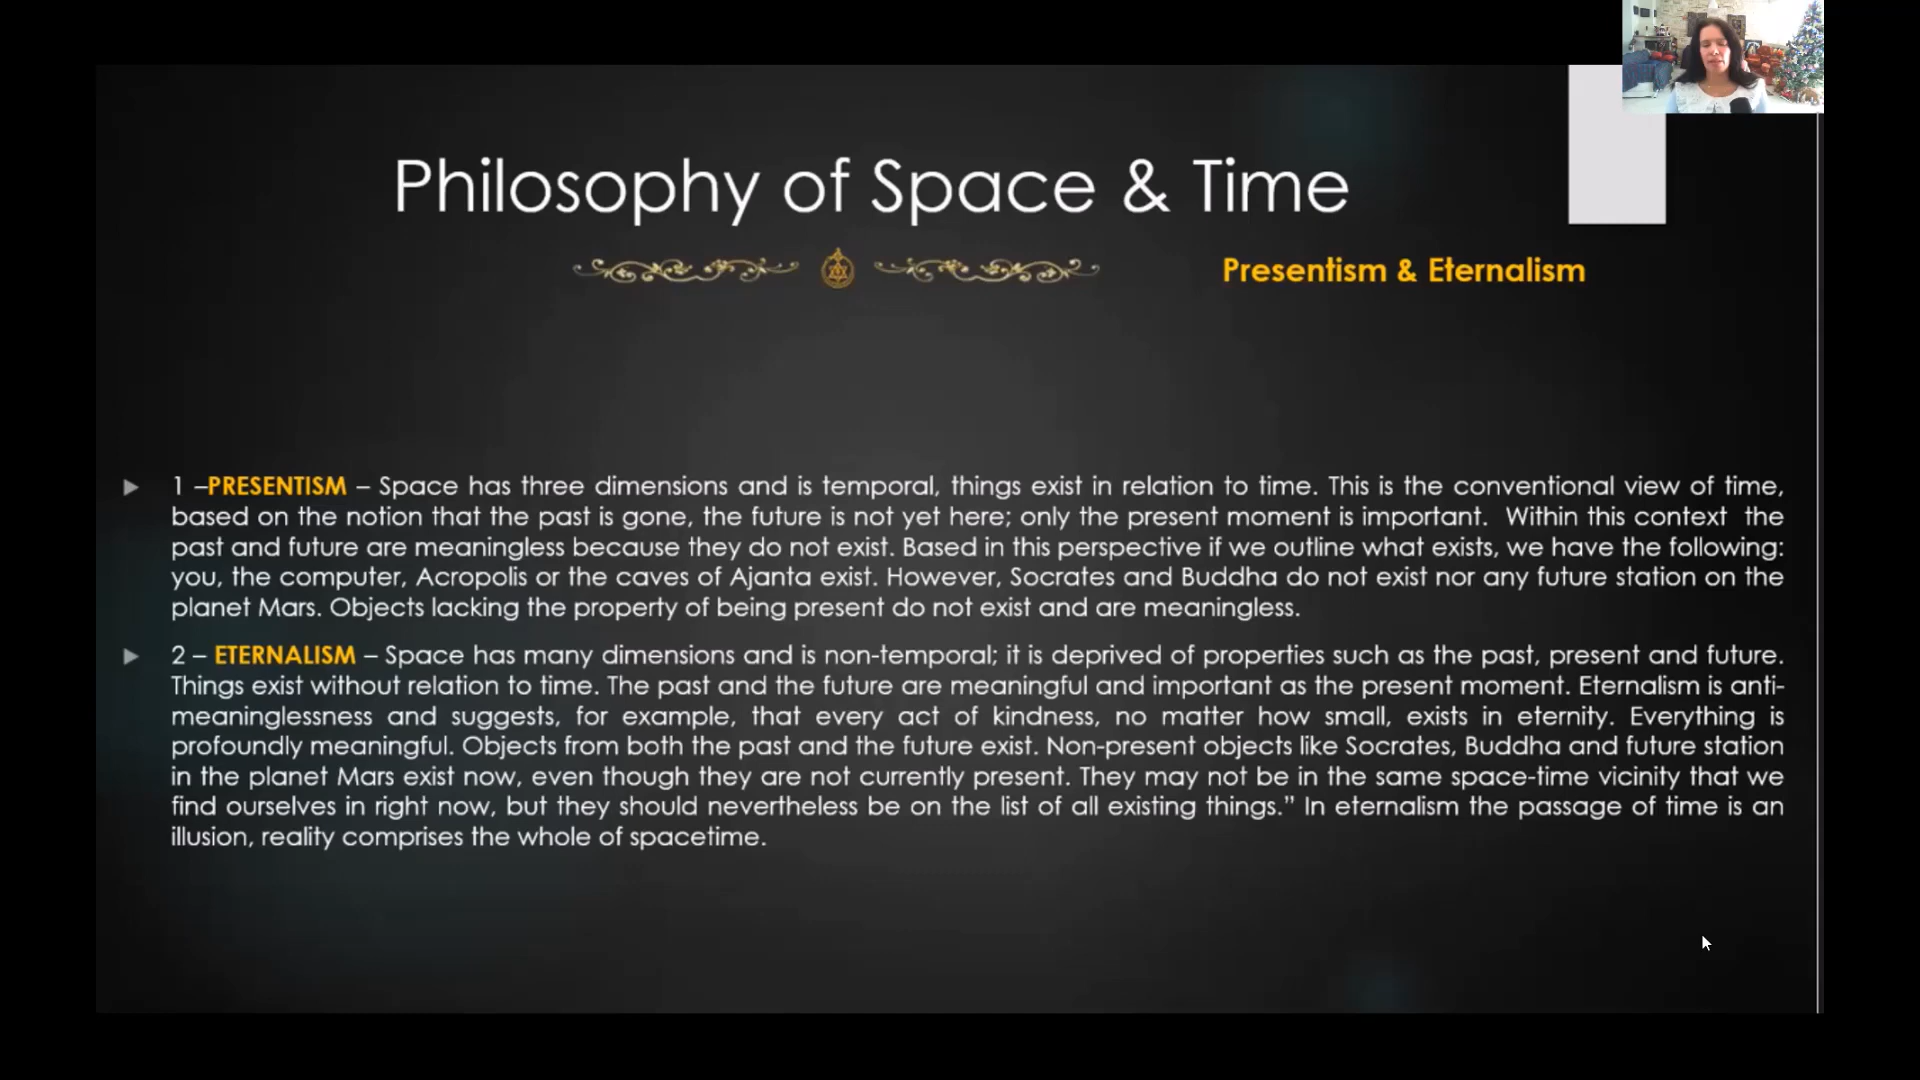 Philosophy of Space & Time
Presentism & Eternalism
1 –PRESENTISM – Space has three dimensions and is temporal, things exist in relation to time. This is the conventional view of time,
based on the notion that the past is gone, the future is not yet here; only the present moment is important. Within this context the
past and future are meaningless because they do not exist. Based in this perspective if we outline what exists, we have the following:
you, the computer, Acropolis or the caves of Ajanta exist. However, Socrates and Buddha do not exist nor any future station on the
planet Mars. Objects lacking the property of being present do not exist and are meaningless.
2 – ETERNALISM – Space has many dimensions and is non-temporal; it is deprived of properties such as the past, present and future.
Things exist without relation to time. The past and the future are meaningful and important as the present moment. Eternalism is anti-
meaninglessness and suggests, for example, that every act of kindness, no matter how small, exists in eternity. Everything is
profoundly meaningful. Objects from both the past and the future exist. Non-present objects like Socrates, Buddha and future station
in the planet Mars exist now, even though they are not currently present. They may not be in the same space-time vicinity that we
find ourselves in right now, but they should nevertheless be on the list of all existing things.” In eternalism the passage of time is an
illusion, reality comprises the whole of spacetime.